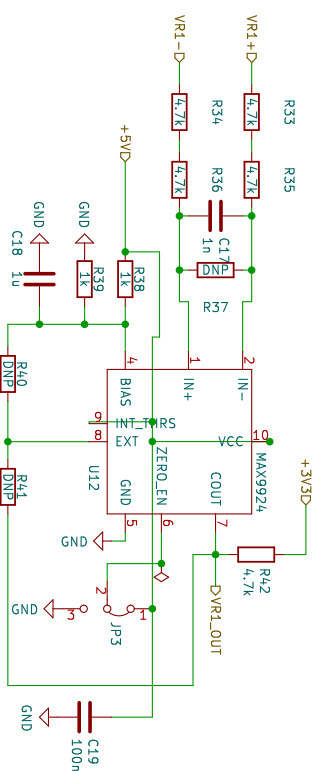 VR1-
VR1+
4.7k
R34
4.7k
R33
4.7k
R36
4.7k
R35
+5V
C17
1n
DNP
R37
GND
C18
1u
GND
R39
1k
R38
1k
R40
DNP
R41
DNP
4
BIAS
1
IN+
2
IN-
9
INT_THRS
8
EXT
VCC
10
U12
GND
5
ZERO_EN
6
COUT
7
MAX9924
+3V3
GND
R42
4.7k
VR1_OUT
GND
3
2
1
JP3
GND
C19
100n